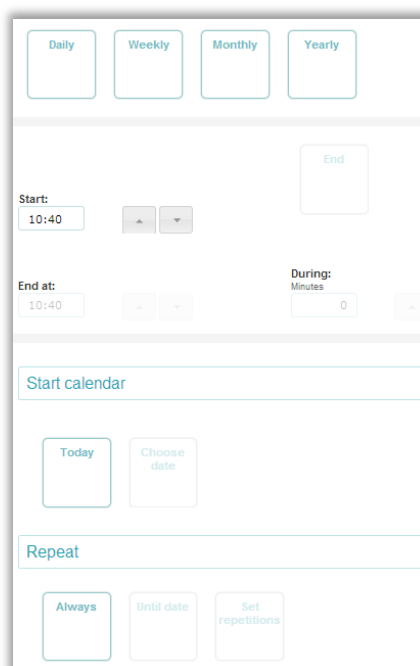 Daily Weekly Monthly Yearly
End
Start:
10:40
End at:
During:
Minutes
10:40 0
Start calendar
Today Choose
date
Repeat
Always Until date Set
repetitions